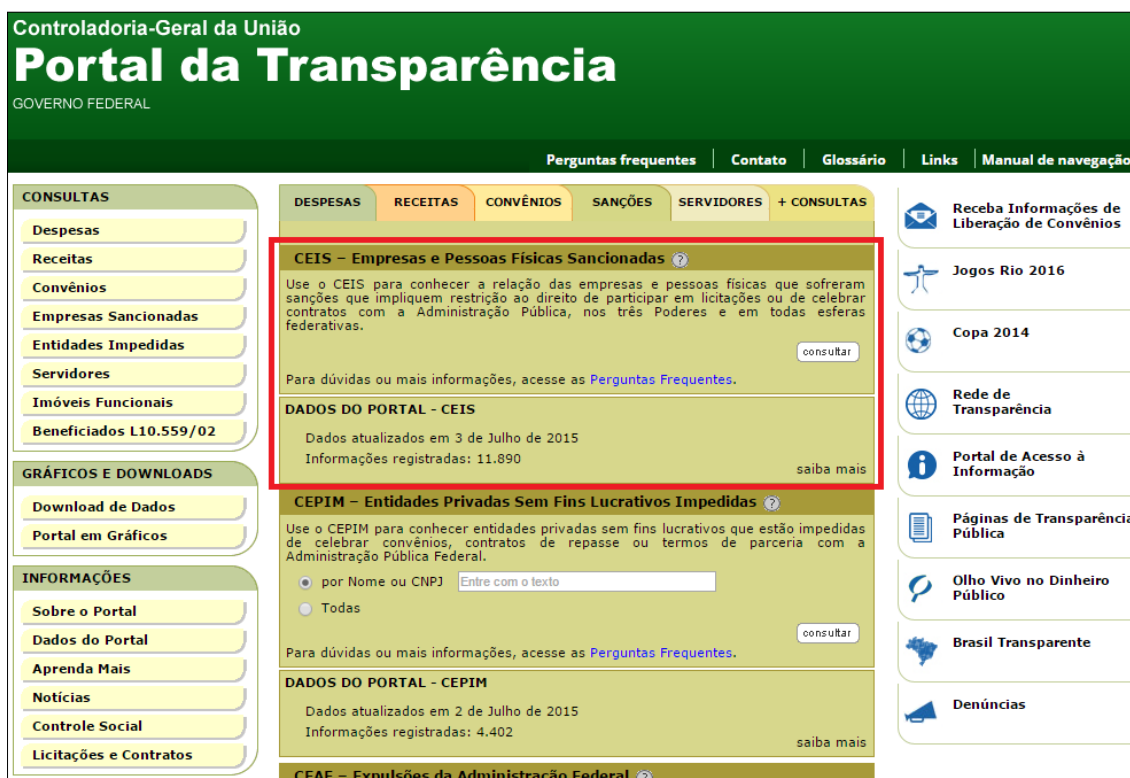 Controladoria-Geral da União
Portal da Transparência
GOVERNO FEDERAL
Perguntas frequentes
Contato
Glossário
Links
Manual de navegação
CONSULTAS
Despesas
Receitas
Convênios
Empresas Sancionadas
Entidades Impedidas
Servidores
Imóveis Funcionais
Beneficiados L10.559/02
GRÁFICOS E DOWNLOADS
Download de Dados
Portal em Gráficos
INFORMAÇÕES
Sobre o Portal
Dados do Portal
Aprenda Mais
Notícias
Controle Social
Licitações e Contratos
DESPESAS
RECEITAS
CONVÊNIOS
SANÇÕES
SERVIDORES
+ CONSULTAS
CEIS – Empresas e Pessoas Físicas Sancionadas ?
Use o CEIS para conhecer a relação das empresas e pessoas físicas que sofreram
sanções que impliquem restrição ao direito de participar em licitações ou de celebrar
contratos com a Administração Pública, nos três Poderes e em todas esferas
federativas.
consultar
Para dúvidas ou mais informações, acesse as Perguntas Frequentes.
DADOS DO PORTAL - CEIS
Dados atualizados em 3 de Julho de 2015
Informações registradas: 11.890
saiba mais
CEPIM – Entidades Privadas Sem Fins Lucrativos Impedidas ?
Use o CEPIM para conhecer entidades privadas sem fins lucrativos que estão impedidas
de celebrar convênios, contratos de repasse ou termos de parceria com a
Administração Pública Federal.
por Nome ou CNPJ
Entre com o texto
Todas
consultar
Para dúvidas ou mais informações, acesse as Perguntas Frequentes.
DADOS DO PORTAL - CEPIM
Dados atualizados em 2 de Julho de 2015
Informações registradas: 4.402
saiba mais
CEAF – Expulsões da Administração Federal ?
Receba Informações de
Liberação de Convênios
Jogos Rio 2016
Copa 2014
Rede de
Transparência
Portal de Acesso à
Informação
Páginas de Transparência
Pública
Olho Vivo no Dinheiro
Público
Brasil Transparente
Denúncias